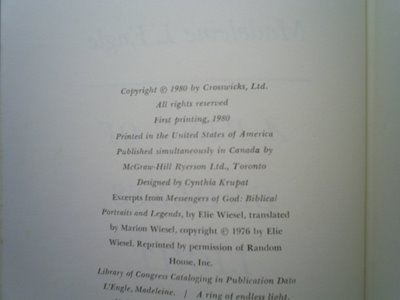 Madeleine L'Engle
Copyright © 1980 by Crosswicks, Ltd.
All rights reserved
First printing, 1980
Printed in the United States of America
Published simultaneously in Canada by
McGraw-Hill Ryerson Ltd., Toronto
Designed by Cynthia Krupat
Excerpts from Messengers of God: Biblical
Portraits and Legends, by Elie Wiesel, translated
by Marion Wiesel, copyright © 1976 by Elie
Wiesel. Reprinted by permission of Random
House, Inc.
Library of Congress Cataloging in Publication Data
L'Engle, Madeleine. / A ring of endless light.